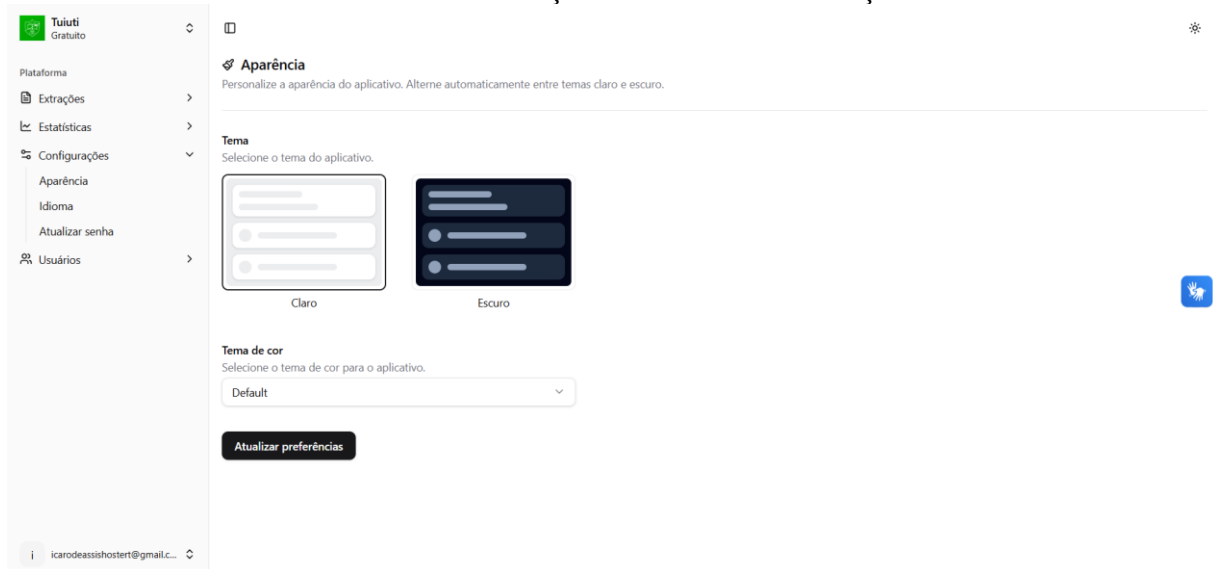 Tuiuti
Gratuito
Plataforma
Extrações
Estatísticas
Configurações
Aparência
Idioma
Atualizar senha
Usuários
i icarodeassishostert@gmail.c...
Aparência
Personalize a aparência do aplicativo. Alterne automaticamente entre temas claro e escuro.
Tema
Selecione o tema do aplicativo.
Claro
Escuro
Tema de cor
Selecione o tema de cor para o aplicativo.
Default
Atualizar preferências